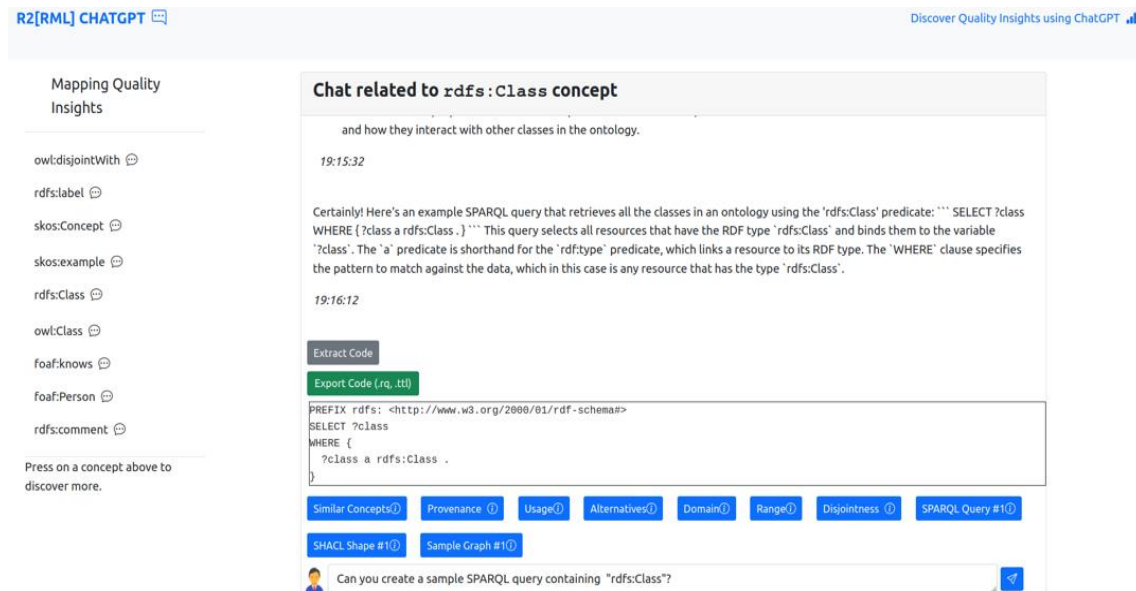 R2[RML] CHATGPT
Discover Quality Insights using ChatGPT
Mapping Quality
Insights
owl:disjointWith
rdfs:label
skos:Concept
skos:example
rdfs:Class
owl:Class
foaf:knows
foaf:Person
rdfs:comment
Press on a concept above to
discover more.
Chat related to rdfs:Class concept
and how they interact with other classes in the ontology.
19:15:32
Certainly! Here's an example SPARQL query that retrieves all the classes in an ontology using the 'rdfs:Class' predicate: ``` SELECT ?class
WHERE { ?class a rdfs:Class . } ``` This query selects all resources that have the RDF type `rdfs:Class` and binds them to the variable
`?class`. The `a` predicate is shorthand for the `rdf:type` predicate, which links a resource to its RDF type. The `WHERE` clause specifies
the pattern to match against the data, which in this case is any resource that has the type `rdfs:Class`.
19:16:12
Extract Code
Export Code (.rq, .ttl)
PREFIX rdfs: <http://www.w3.org/2000/01/rdf-schema#>
SELECT ?class
WHERE {
?class a rdfs:Class .
}
Similar Concepts Provenance Usage Alternatives Domain Range Disjointness SPARQL Query #1
SHACL Shape #1 Sample Graph #1
Can you create a sample SPARQL query containing "rdfs:Class"?